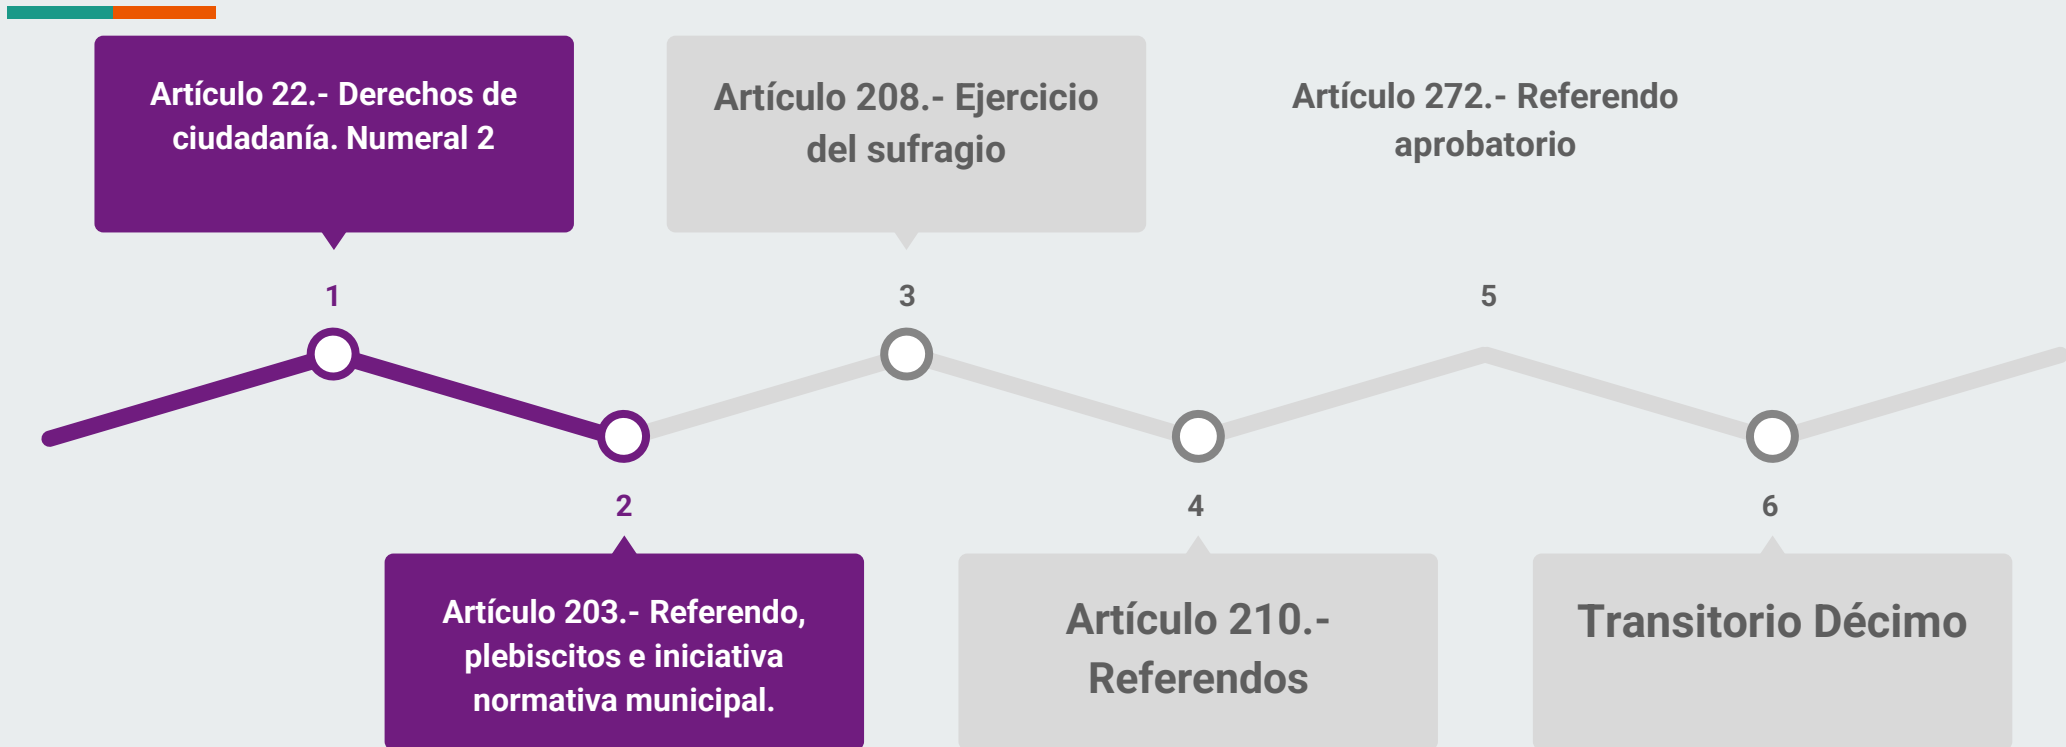 Artículo 22.- Derechos de
ciudadanía. Numeral 2
1
2
Artículo 203.- Referendo,
plebiscitos e iniciativa
normativa municipal.
Artículo 208.- Ejercicio
del sufragio
3
4
Artículo 210.-
Referendos
Artículo 272.- Referendo
aprobatorio
5
6
Transitorio Décimo